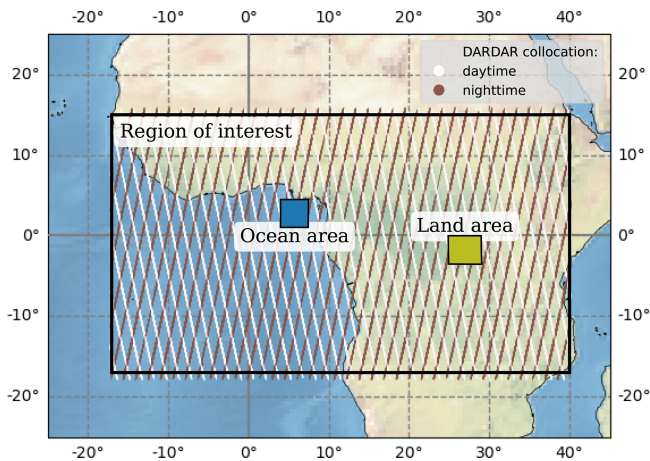 -20° -10° 0° 10° 20° 30° 40°
DARDAR collocation:
daytime
nighttime
20° 20°
Region of interest
10° 10°
Land area
Ocean area
0° 0°
-10° -10°
-20° -20°
-20° -10° 0° 10° 20° 30° 40°